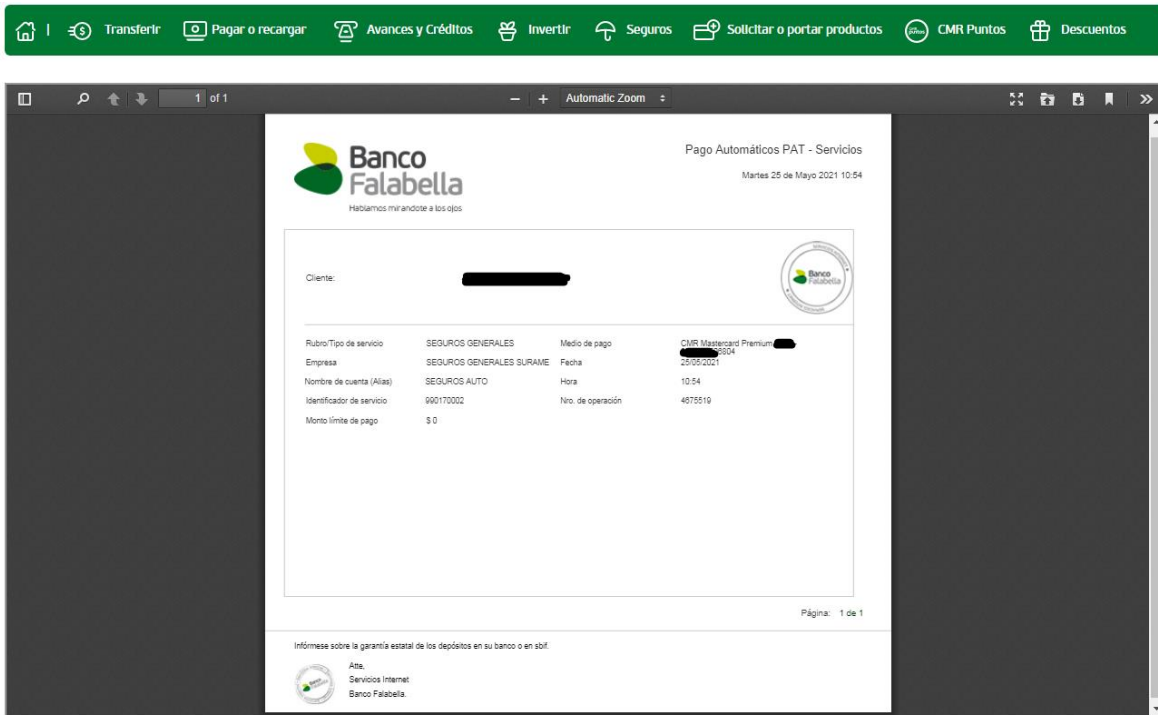 Transferir Pagar o recargar Avances y Créditos Invertir Seguros Solicitar o portar productos CMR Puntos Descuentos
1 of 1 Automatic Zoom
Banco
Falabella
Hablamos mirandote a los ojos
Pago Automáticos PAT - Servicios
Martes 25 de Mayo 2021 10:54
Cliente:
Banco
Falabella
Rubro/Tipo de servicio SEGUROS GENERALES Medio de pago CMR Mastercard Premium
6804
Empresa SEGUROS GENERALES SURAME Fecha 25/05/2021
Nombre de cuenta (Alias) SEGUROS AUTO Hora 10:54
Identificador de servicio 990170002 Nro. de operación 4675519
Monto límite de pago $ 0
Página: 1 de 1
Infórmese sobre la garantía estatal de los depósitos en su banco o en sbif.
Atte,
Servicios Internet
Banco Falabella.